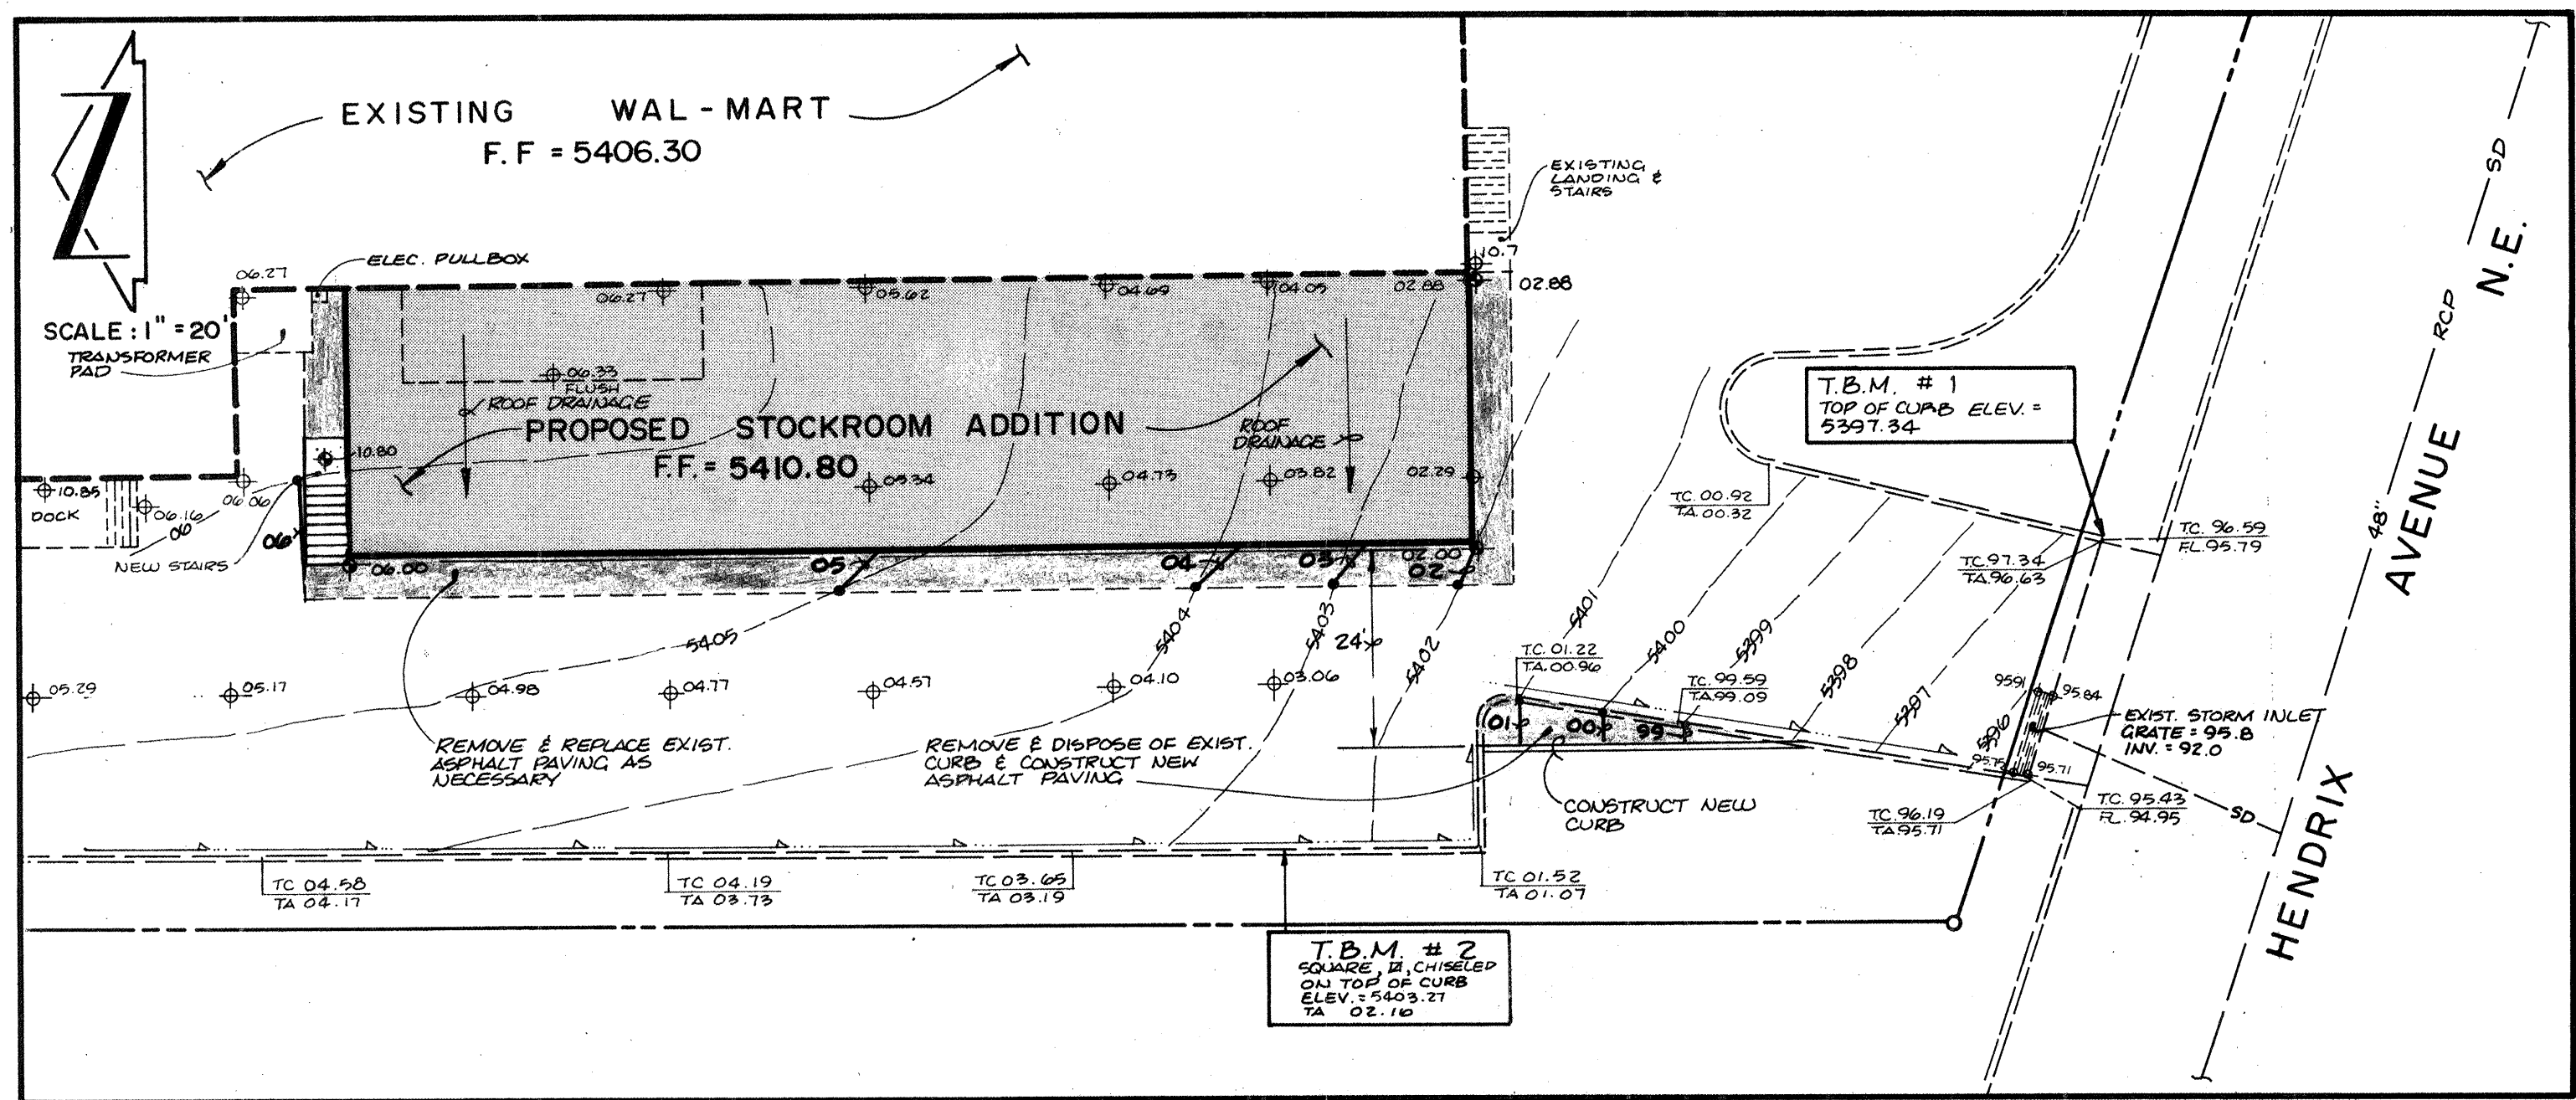 EXISTING WAL-MART
F.F = 5406.30
EXISTING
LANDING &
STAIRS
SCALE: 1" = 20'
TRANSFORMER
PAD
06.27
ELEC. PULLBOX
06.27
05.62
04.69
04.05
02.88
10.7
02.88
06.33
FLUSH
ROOF DRAINAGE
PROPOSED STOCKROOM ADDITION
F.F. = 5410.80
ROOF
DRAINAGE
10.80
05.34
04.73
03.82
02.29
10.85
DOCK
06.16
06
06.06
06
NEW STAIRS
06.00
05
04
03
02.00
02
5405
5404
5403
5402
24'
5401
5400
5399
5398
5397
5396
05.29
05.17
04.98
04.77
04.57
04.10
03.06
REMOVE & REPLACE EXIST.
ASPHALT PAVING AS
NECESSARY
REMOVE & DISPOSE OF EXIST.
CURB & CONSTRUCT NEW
ASPHALT PAVING
CONSTRUCT NEW
CURB
01
00
99
T.C. 01.22
TA. 00.96
T.C. 99.59
TA 99.09
T.C. 00.92
TA. 00.32
T.B.M. # 1
TOP OF CURB ELEV. =
5397.34
T.C. 97.34
TA. 96.63
T.C. 96.59
FL. 95.79
95.91
95.84
EXIST. STORM INLET
GRATE = 95.8
INV. = 92.0
95.75
95.71
T.C. 96.19
TA 95.71
T.C. 95.43
FL. 94.95
SD
TC 04.58
TA 04.17
TC 04.19
TA 03.73
TC 03.65
TA 03.19
TC 01.52
TA 01.07
T.B.M. # 2
SQUARE, ☐, CHISELED
ON TOP OF CURB
ELEV. = 5403.27
TA 02.16
HENDRIX AVENUE N.E.
48" RCP SD